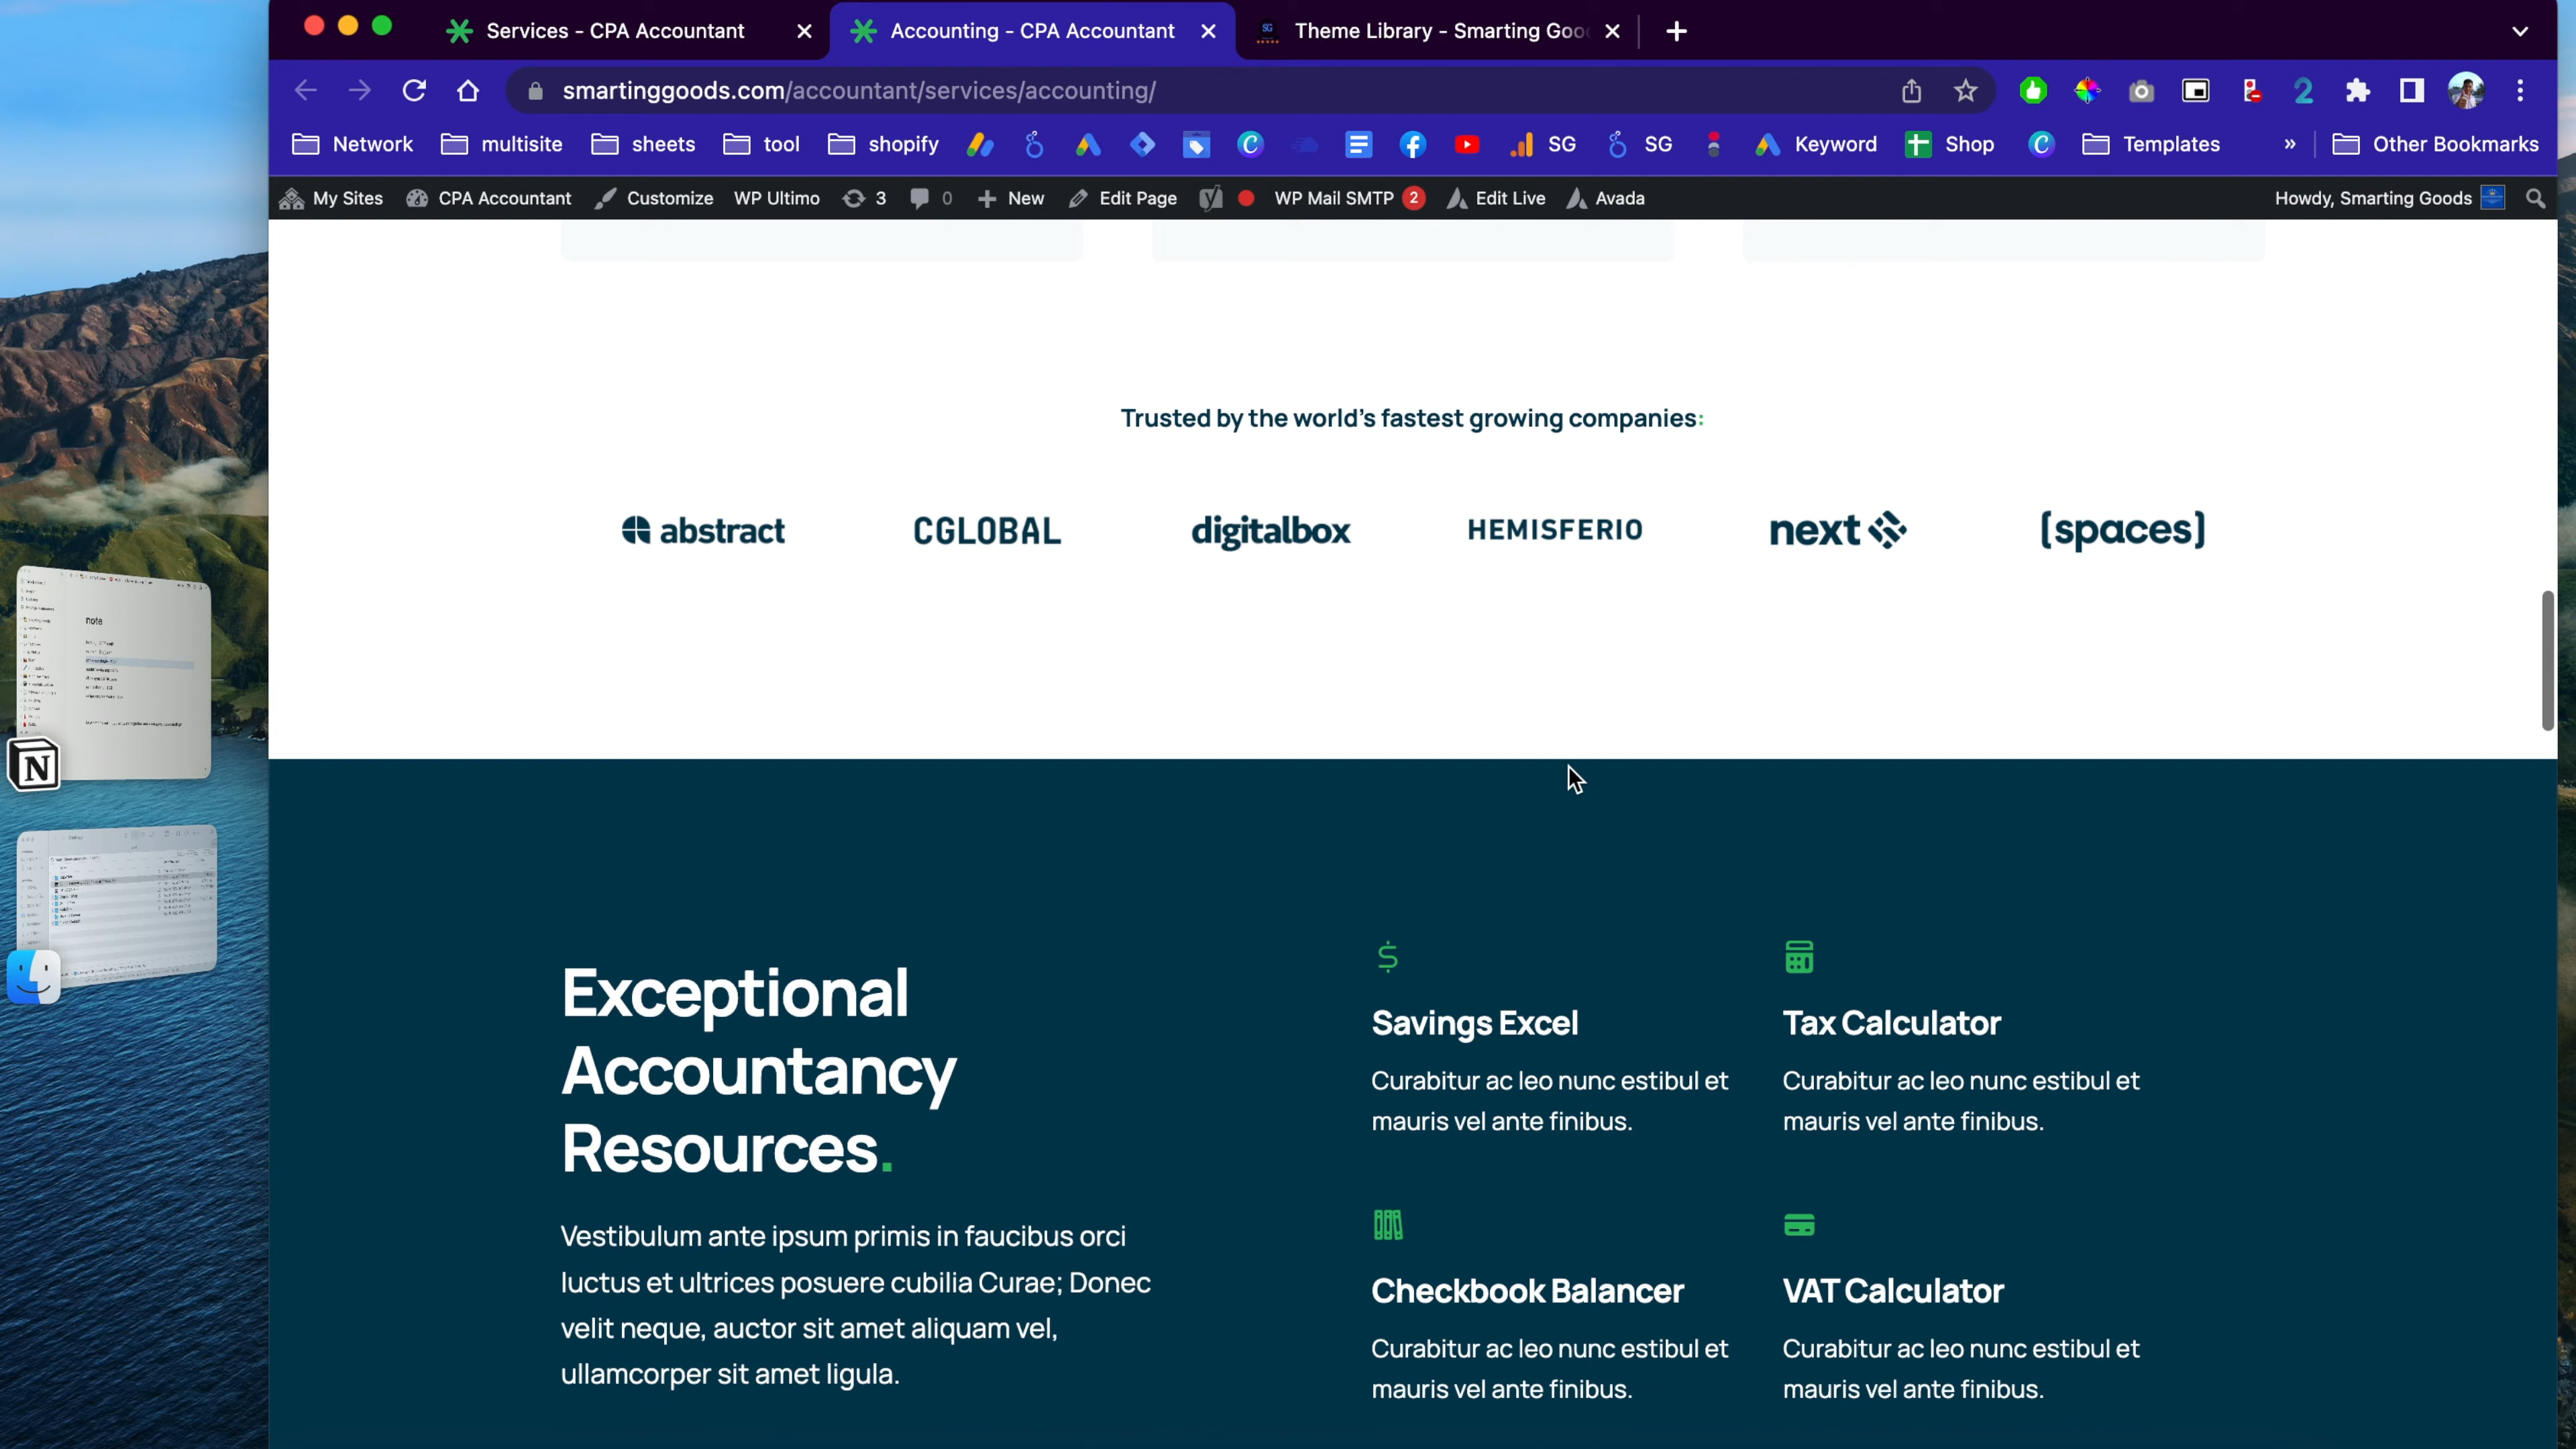 Services - CPA Accountant
Accounting - CPA Accountant
Theme Library - Smarting Goo
smartinggoods.com/accountant/services/accounting/
Network
multisite
sheets
tool
shopify
SG
SG
Keyword
Shop
Templates
»
Other Bookmarks
My Sites
CPA Accountant
Customize
WP Ultimo
3
0
New
Edit Page
WP Mail SMTP 2
Edit Live
Avada
Howdy, Smarting Goods
Trusted by the world's fastest growing companies:
abstract
CGLOBAL
digitalbox
HEMISFERIO
next
[spaces]
Exceptional
Accountancy
Resources.
Vestibulum ante ipsum primis in faucibus orci
luctus et ultrices posuere cubilia Curae; Donec
velit neque, auctor sit amet aliquam vel,
ullamcorper sit amet ligula.
Savings Excel
Curabitur ac leo nunc estibul et
mauris vel ante finibus.
Tax Calculator
Curabitur ac leo nunc estibul et
mauris vel ante finibus.
Checkbook Balancer
Curabitur ac leo nunc estibul et
mauris vel ante finibus.
VAT Calculator
Curabitur ac leo nunc estibul et
mauris vel ante finibus.
note
N